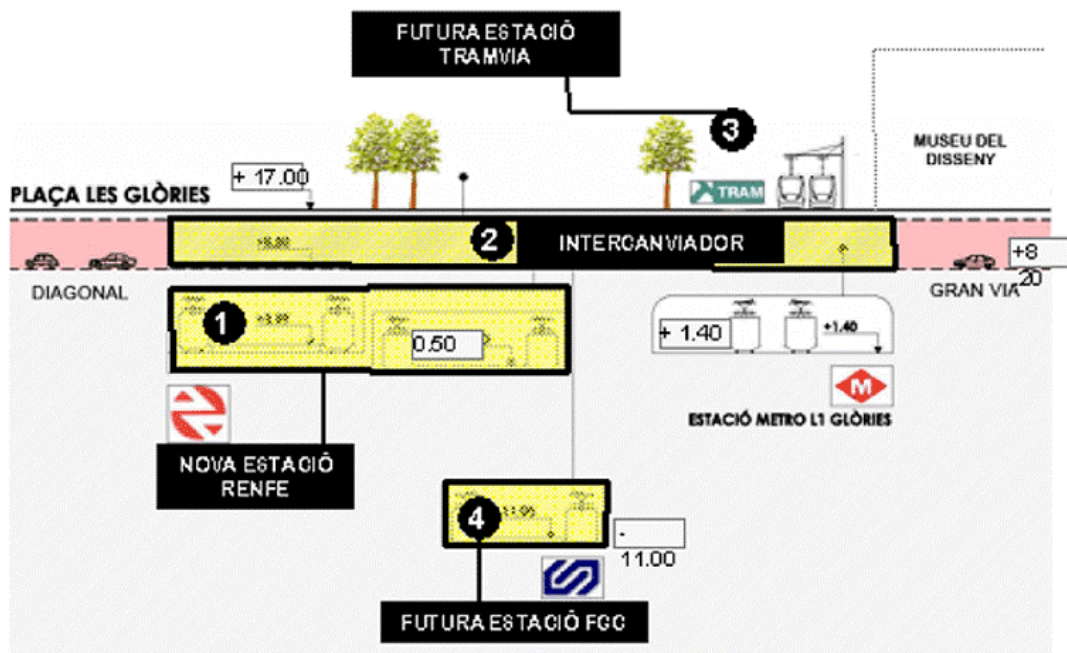 FUTURA ESTACIÓ
TRAMVIA
3
MUSEU DEL
DISSENY
+ 17.00
TRAM
PLAÇA LES GLÒRIES
2
INTERCANVIADOR
+8
.20
DIAGONAL
GRAN VIA
1
0.50
+ 1.40
+1.40
M
ESTACIÓ METRO L1 GLÒRIES
NOVA ESTACIÓ
RENFE
4
-
11.00
FUTURA ESTACIÓ FGC